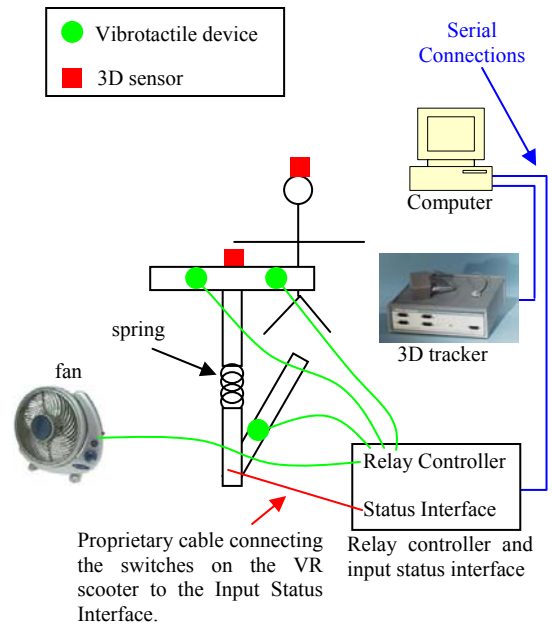 Vibrotactile device
3D sensor
Serial
Connections
Computer
3D tracker
spring
fan
Relay Controller
Status Interface
Proprietary cable connecting
the switches on the VR
scooter to the Input Status
Interface.
Relay controller and
input status interface